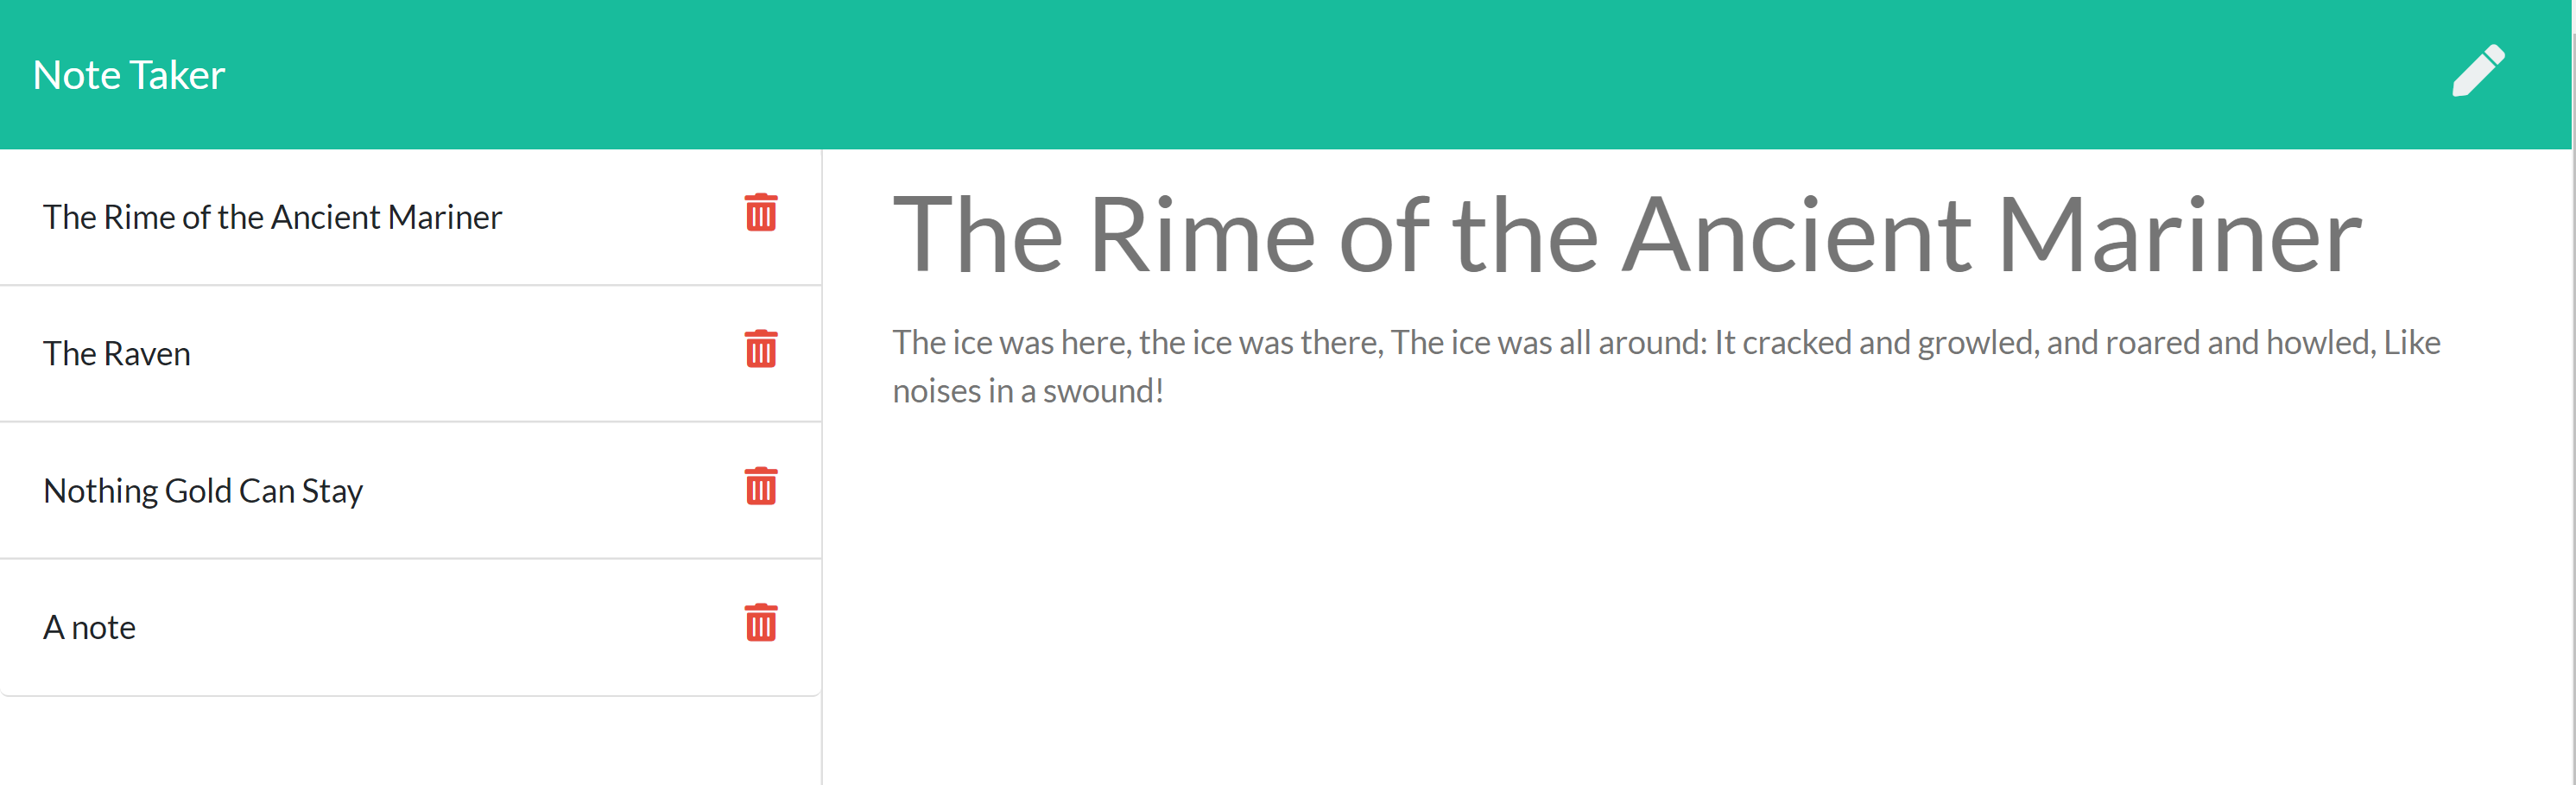 Note Taker
The Rime of the Ancient Mariner
The Raven
Nothing Gold Can Stay
A note
The Rime of the Ancient Mariner
The ice was here, the ice was there, The ice was all around: It cracked and growled, and roared and howled, Like
noises in a swound!